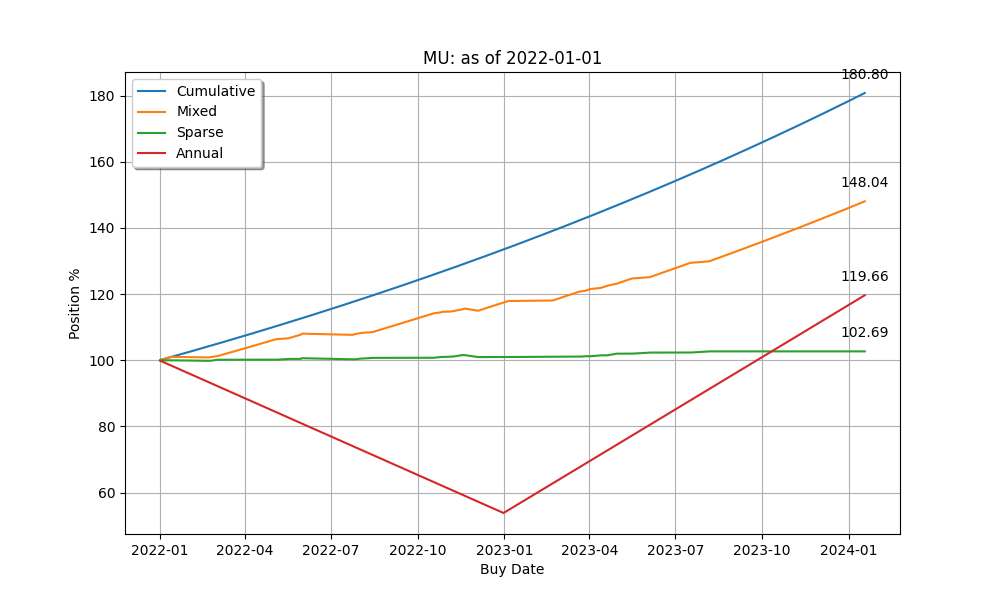 MU: as of 2022-01-01
180.80
Cumulative
Mixed
Sparse
Annual
180
160
148.04
140
120
119.66
102.69
100
80
60
Position %
2022-01 2022-04 2022-07 2022-10 2023-01 2023-04 2023-07 2023-10 2024-01
Buy Date